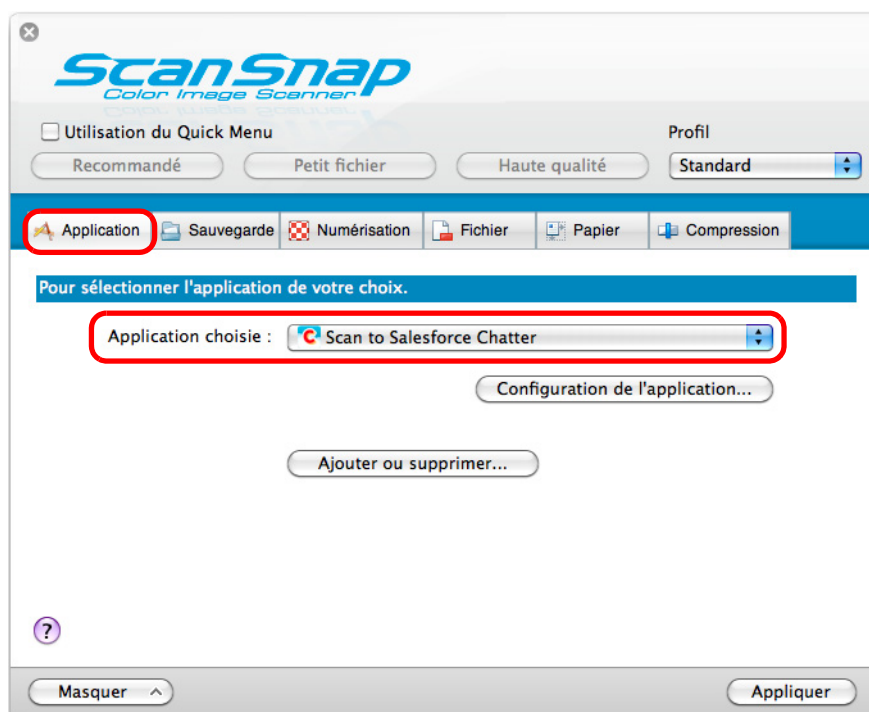 ScanSnap
Color Image Scanner
Utilisation du Quick Menu
Profil
Recommandé Petit fichier Haute qualité Standard
Application Sauvegarde Numérisation Fichier Papier Compression
Pour sélectionner l'application de votre choix.
Application choisie : C Scan to Salesforce Chatter
Configuration de l'application...
Ajouter ou supprimer...
?
Masquer Appliquer